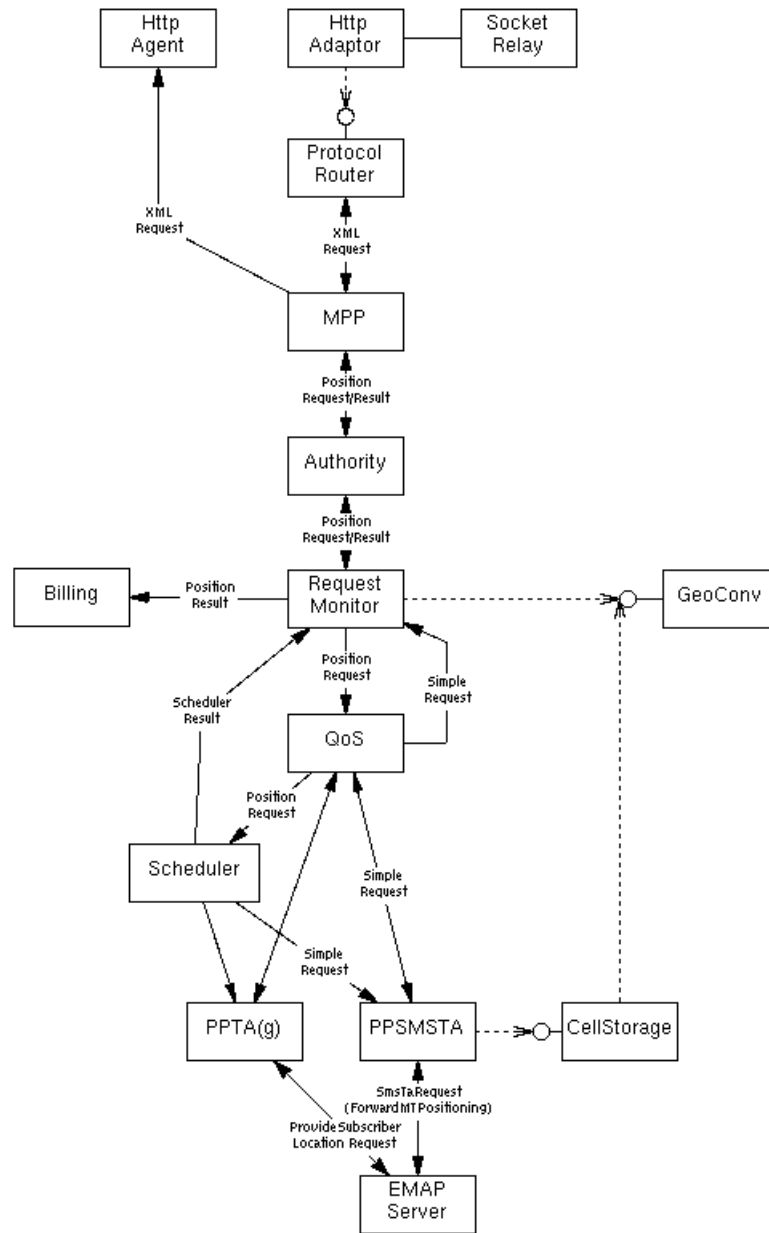 Http
Agent
Http
Adaptor
Socket
Relay
Protocol
Router
XML
Request
XML
Request
MPP
Position
Request/Result
Authority
Position
Request/Result
Billing
Position
Result
Request
Monitor
GeoConv
Position
Request
Simple
Request
Scheduler
Result
QoS
Position
Request
Scheduler
Simple
Request
Simple
Request
PPTA(g)
PPSMSTA
CellStorage
SmsTaRequest
(ForwardMTPositioning)
ProvideSubscriber
Location Request
EMAP
Server